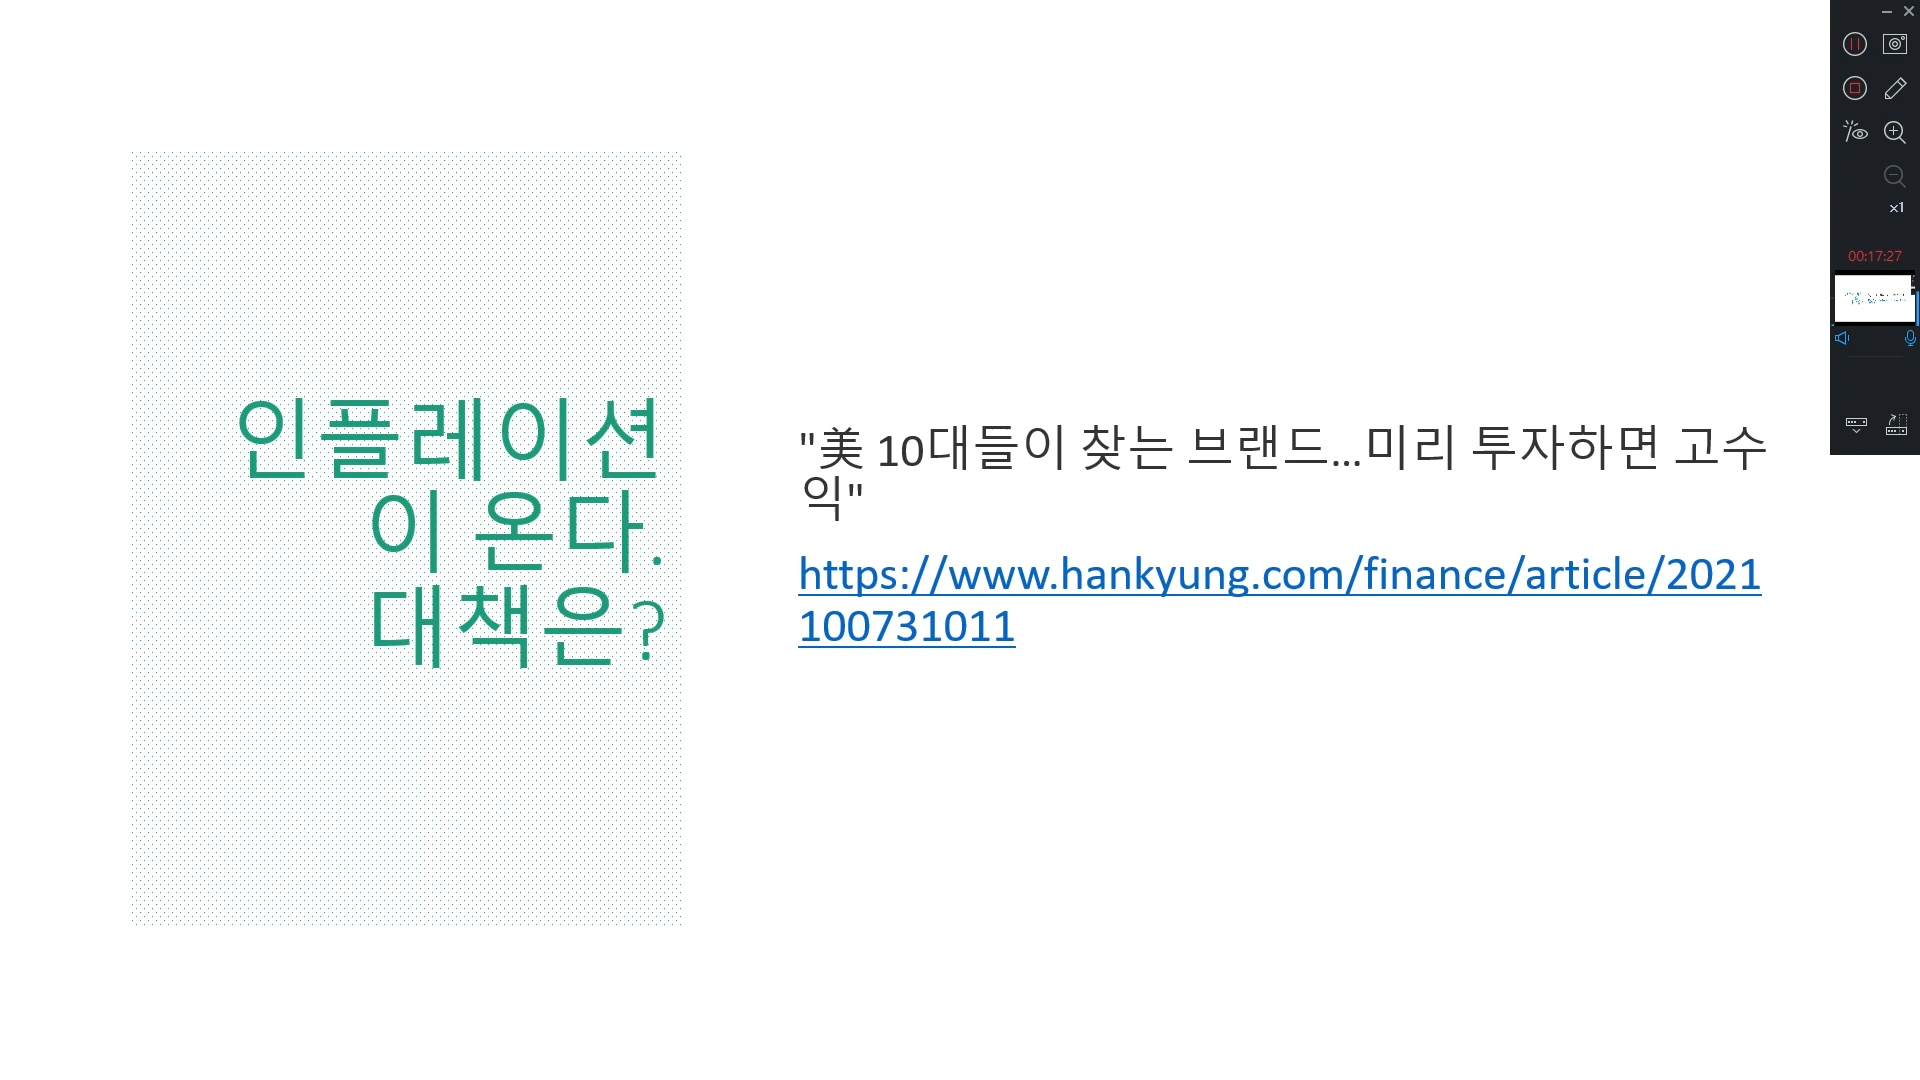 인플레이션
이 온다.
대책은?
"美 10대들이 찾는 브랜드...미리 투자하면 고수
익"
https://www.hankyung.com/finance/article/2021
100731011
x1
00:17:27